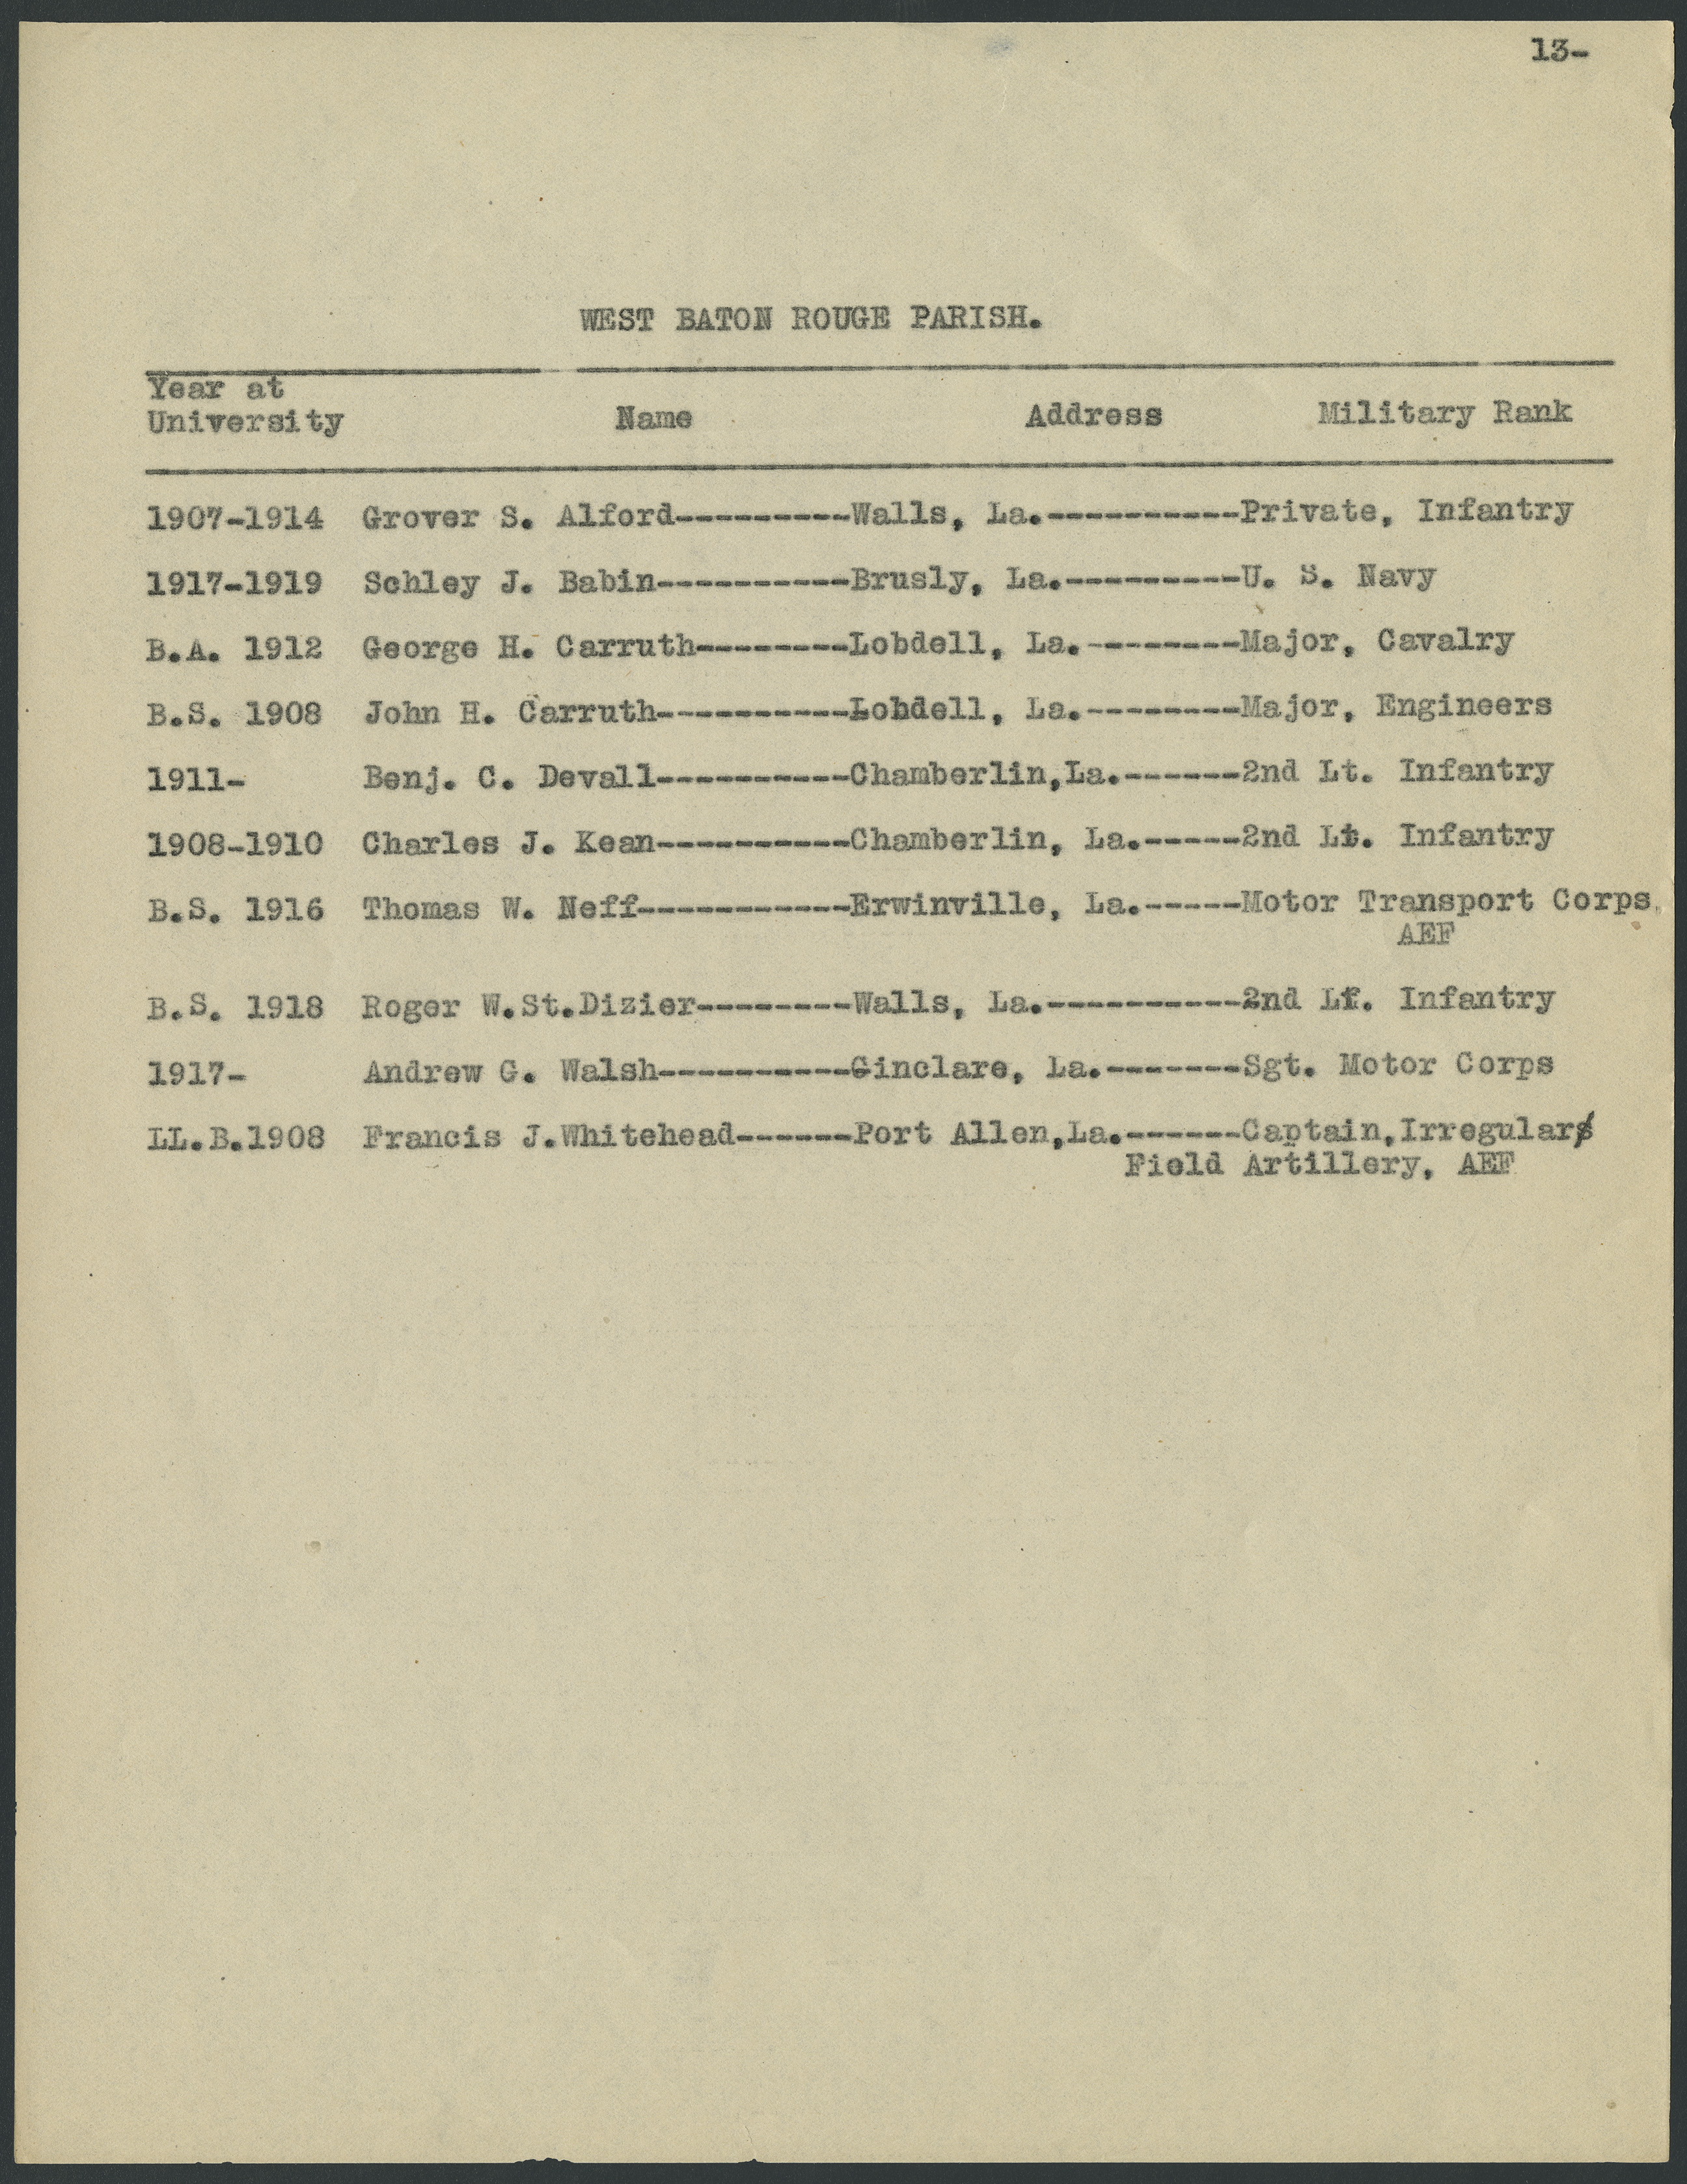 13-
WEST BATON ROUGE PARISH.
Year at
University Name Address Military Rank
1907-1914 Grover S. Alford---------Walls, La.----------Private, Infantry
1917-1919 Schley J. Babin----------Brusly, La.---------U. S. Navy
B.A. 1912 George H. Carruth--------Lobdell, La.--------Major, Cavalry
B.S. 1908 John H. Carruth----------Lobdell, La.--------Major, Engineers
1911- Benj. C. Devall----------Chamberlin,La.------2nd Lt. Infantry
1908-1910 Charles J. Kean----------Chamberlin, La.-----2nd Lt. Infantry
B.S. 1916 Thomas W. Neff-----------Erwinville, La.-----Motor Transport Corps,
AEF
B.S. 1918 Roger W.St.Dizier--------Walls, La.----------2nd Lt. Infantry
1917- Andrew G. Walsh----------Cinclare, La.-------Sgt. Motor Corps
LL.B.1908 Francis J.Whitehead------Port Allen,La.------Captain,Irregulars
Field Artillery, AEF